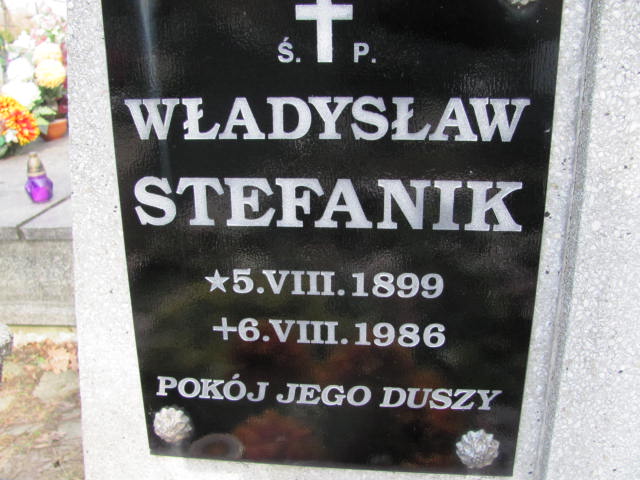 Ś. P.
WŁADYSŁAW
STEFANIK
★5.VIII.1899
+6.VIII.1986
POKÓJ JEGO DUSZY